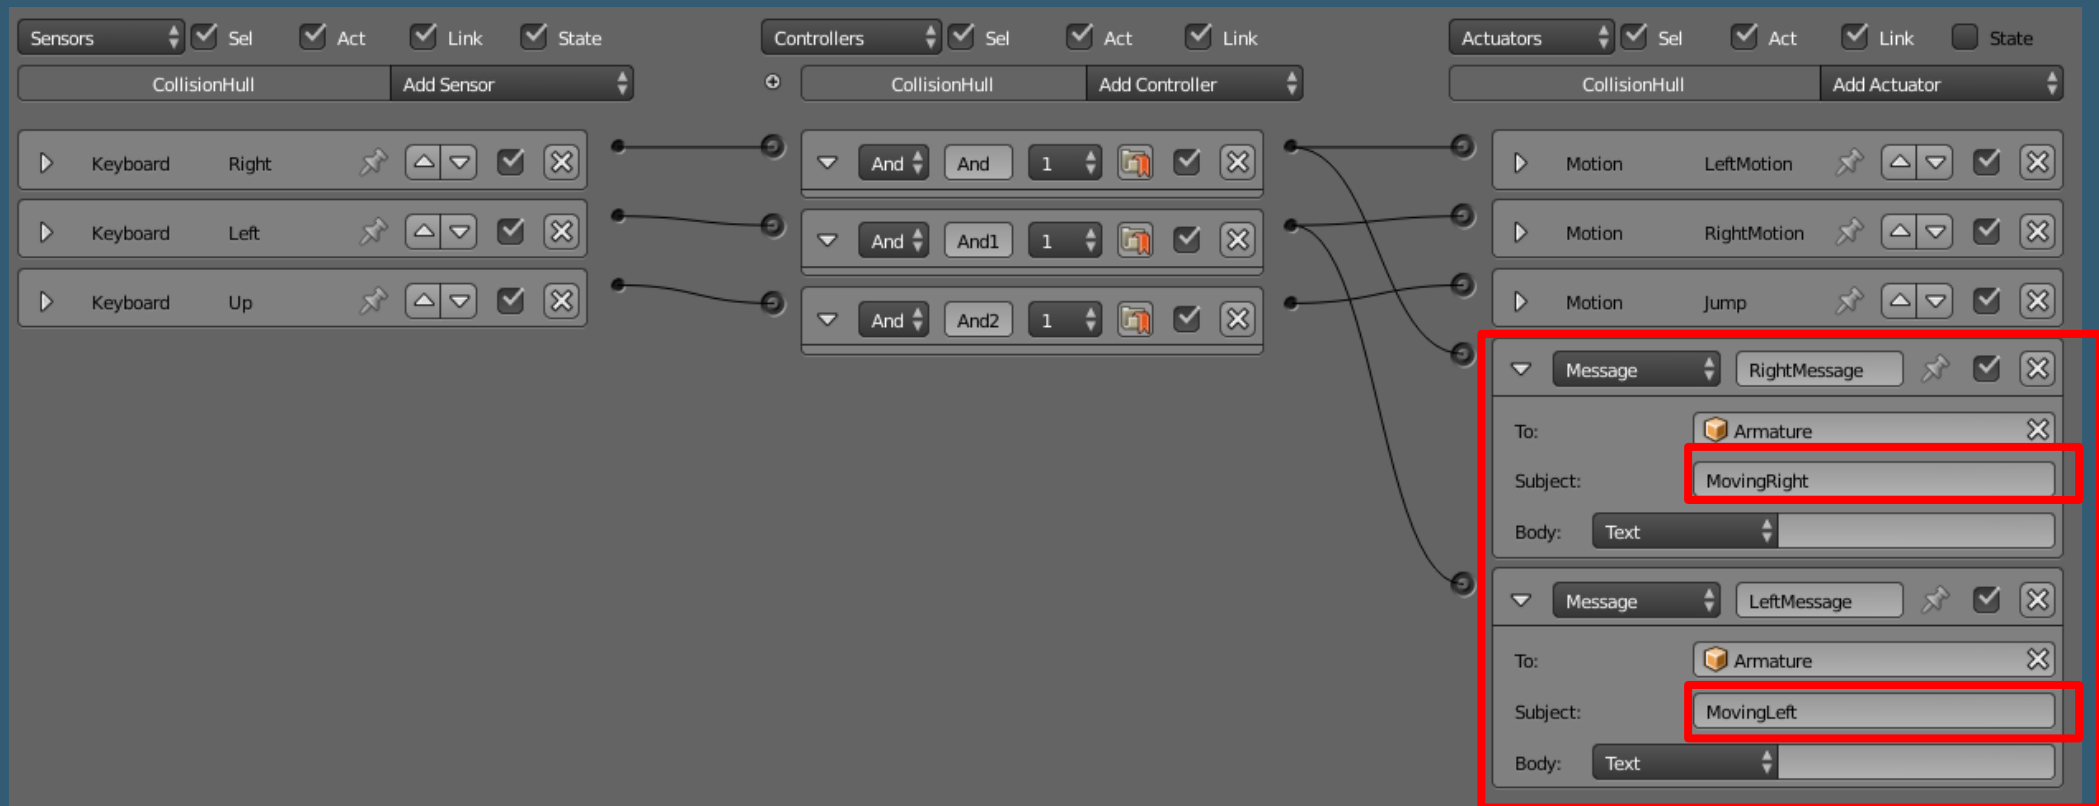 Sensors Sel Act Link State Controllers Sel Act Link Actuators Sel Act Link State
CollisionHull Add Sensor CollisionHull Add Controller CollisionHull Add Actuator
Keyboard Right And And 1 Motion LeftMotion
Keyboard Left And And1 1 Motion RightMotion
Keyboard Up And And2 1 Motion Jump
Message RightMessage
To: Armature
Subject: MovingRight
Body: Text
Message LeftMessage
To: Armature
Subject: MovingLeft
Body: Text